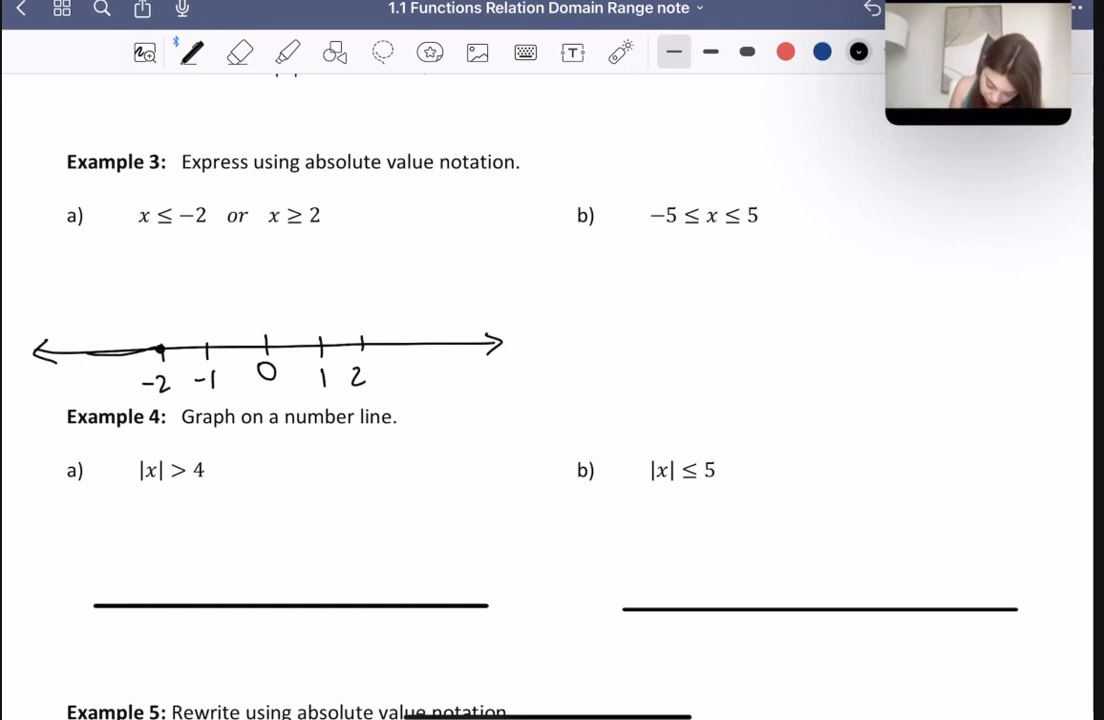 1.1 Functions Relation Domain Range note
Example 3: Express using absolute value notation.
a) x ≤ −2 or x ≥ 2
b) −5 ≤ x ≤ 5
-2 -1 0 1 2
Example 4: Graph on a number line.
a) |x| > 4
b) |x| ≤ 5
Example 5: Rewrite using absolute value notation